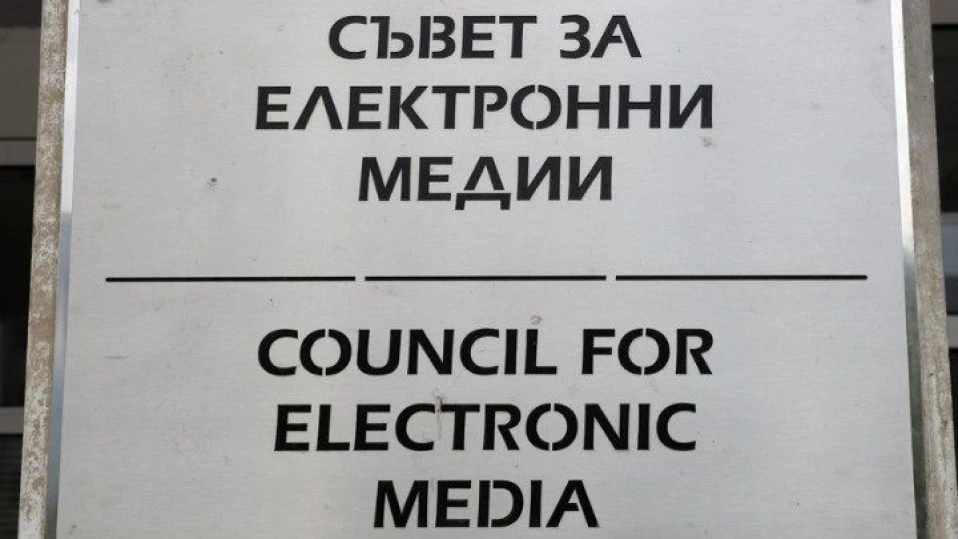 СЪВЕТ ЗА
ЕЛЕКТРОННИ
МЕДИИ
COUNCIL FOR
ELECTRONIC
MEDIA